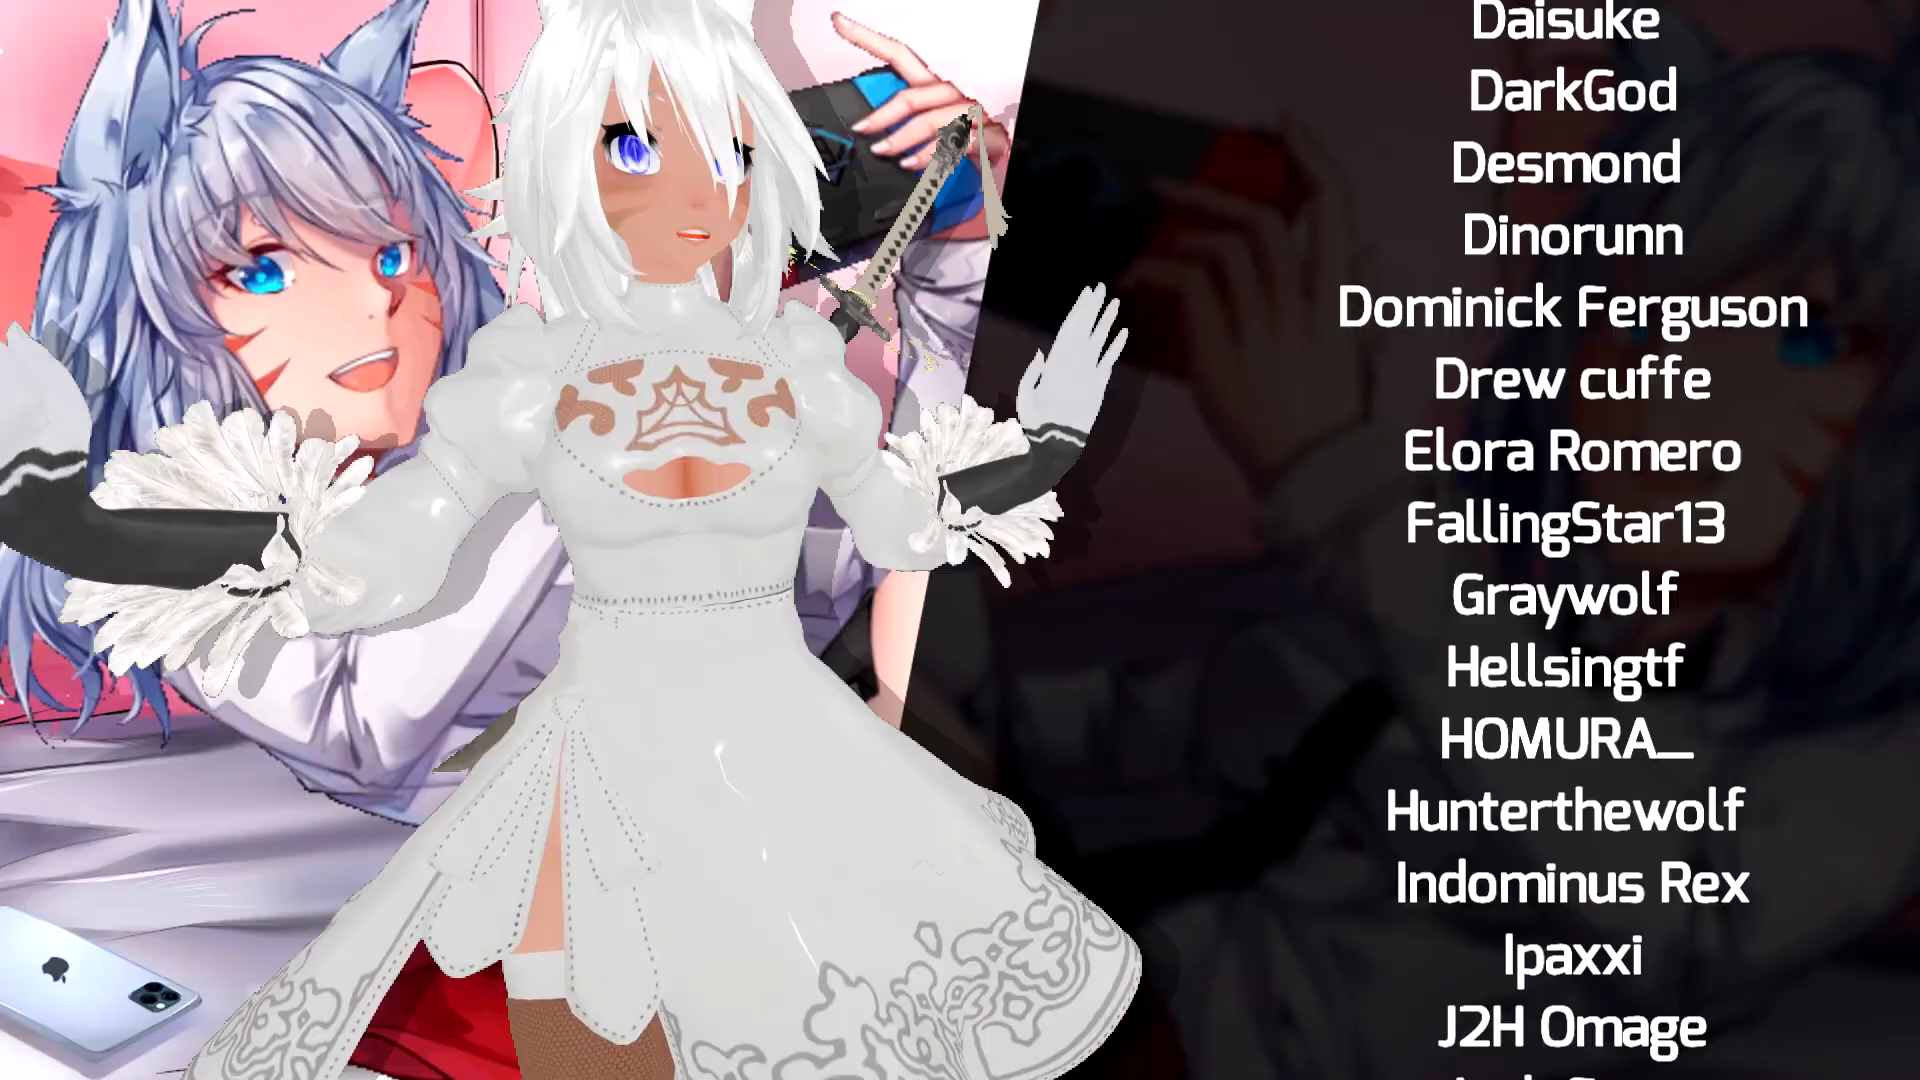 Daisuke
DarkGod
Desmond
Dinorunn
Dominick Ferguson
Drew cuffe
Elora Romero
FallingStar13
Graywolf
Hellsingtf
HOMURA_
Hunterthewolf
Indominus Rex
Ipaxxi
J2H Omage